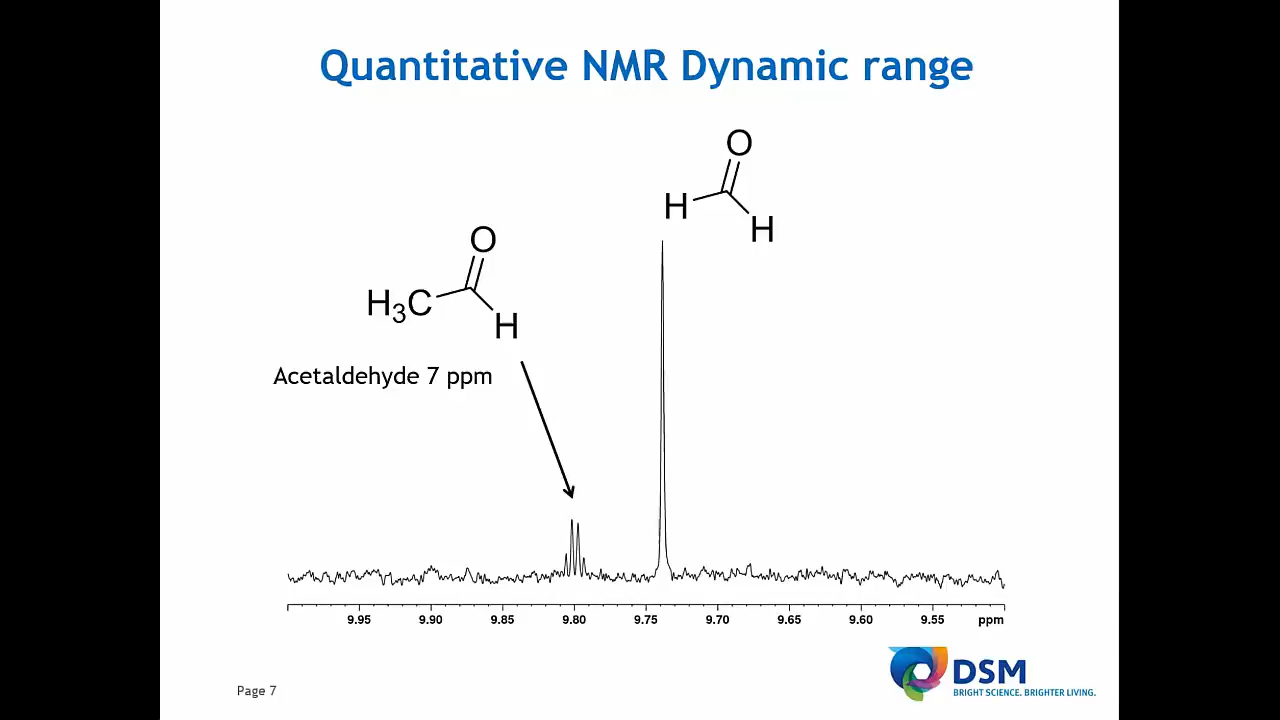 Quantitative NMR Dynamic range
O
H
H
O
H₃C
H
Acetaldehyde 7 ppm
9.95 9.90 9.85 9.80 9.75 9.70 9.65 9.60 9.55 ppm
DSM
BRIGHT SCIENCE. BRIGHTER LIVING.
Page 7